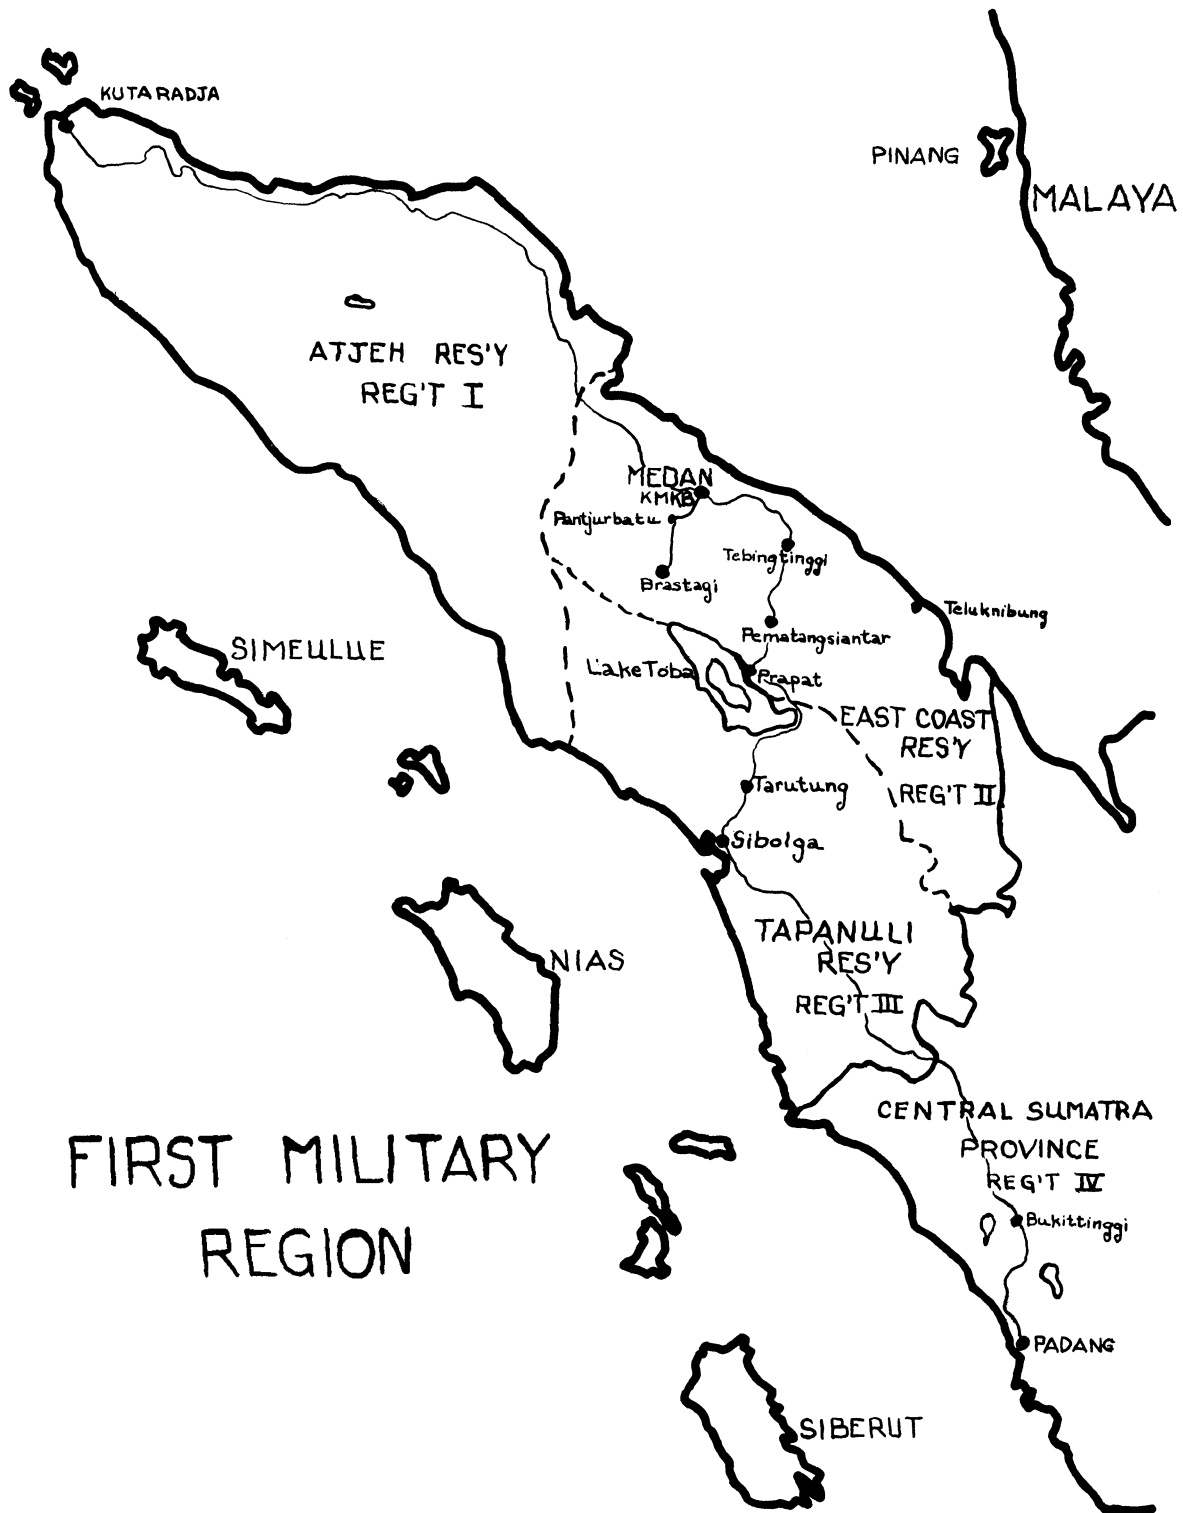 KUTARADJA
PINANG
MALAYA
ATJEH RES'Y
REG'T I
MEDAN
KMKB
Pantjurbatu
Tebingtinggi
Brastagi
Teluknibung
Pematangsiantar
SIMEULUE
Lake Toba
Prapat
EAST COAST
RES'Y
REG'T II
Tarutung
Sibolga
TAPANULI
RES'Y
REG'T III
NIAS
CENTRAL SUMATRA
PROVINCE
REG'T IV
FIRST MILITARY
REGION
Bukittinggi
PADANG
SIBERUT